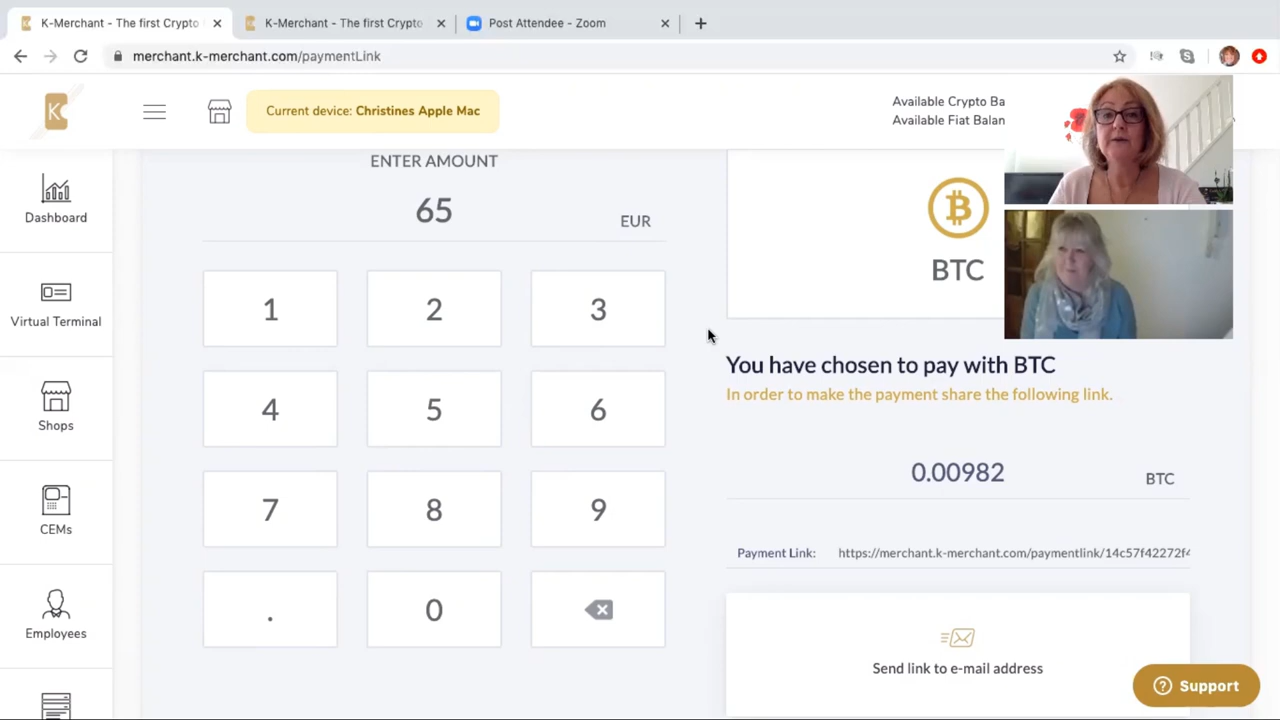 K-Merchant - The first Crypto
K-Merchant - The first Crypto
Post Attendee - Zoom
merchant.k-merchant.com/paymentLink
K
Current device: Christines Apple Mac
Available Crypto Ba
Available Fiat Balan
Dashboard
Virtual Terminal
Shops
CEMs
Employees
ENTER AMOUNT
65
EUR
1 2 3
4 5 6
7 8 9
. 0
BTC
You have chosen to pay with BTC
In order to make the payment share the following link.
0.00982
BTC
Payment Link: https://merchant.k-merchant.com/paymentlink/14c57f42272f4
Send link to e-mail address
Support